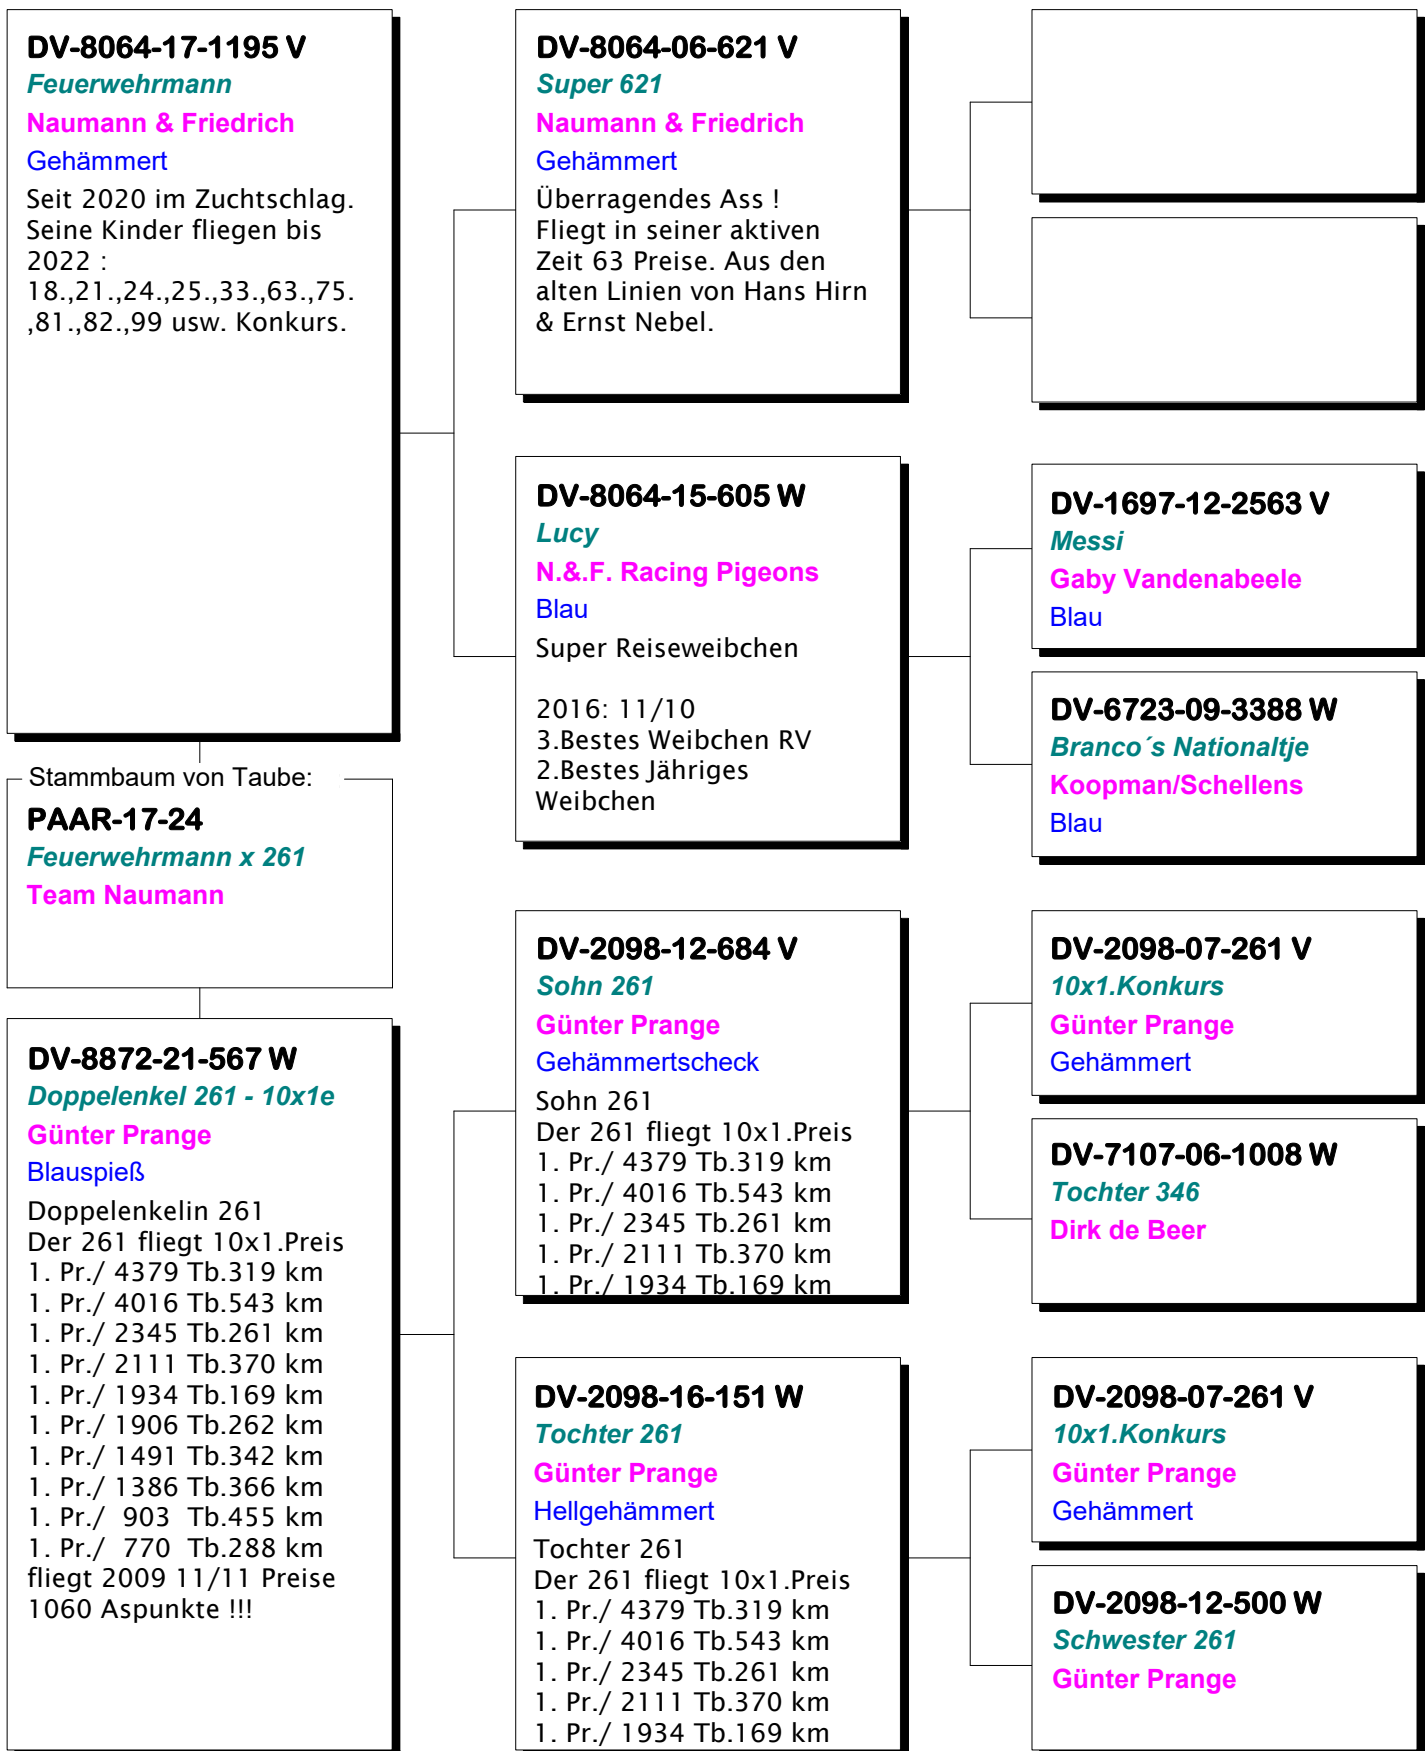 DV-8064-17-1195 V
Feuerwehrmann
Naumann & Friedrich
Gehämmert
Seit 2020 im Zuchtschlag.
Seine Kinder fliegen bis
2022 :
18.,21.,24.,25.,33.,63.,75.
,81.,82.,99 usw. Konkurs.
Stammbaum von Taube:
PAAR-17-24
Feuerwehrmann x 261
Team Naumann
DV-8872-21-567 W
Doppelenkel 261 - 10x1e
Günter Prange
Blauspieß
Doppelenkelin 261
Der 261 fliegt 10x1.Preis
1. Pr./ 4379 Tb.319 km
1. Pr./ 4016 Tb.543 km
1. Pr./ 2345 Tb.261 km
1. Pr./ 2111 Tb.370 km
1. Pr./ 1934 Tb.169 km
1. Pr./ 1906 Tb.262 km
1. Pr./ 1491 Tb.342 km
1. Pr./ 1386 Tb.366 km
1. Pr./  903  Tb.455 km
1. Pr./  770  Tb.288 km
fliegt 2009 11/11 Preise
1060 Aspunkte !!!
DV-8064-06-621 V
Super 621
Naumann & Friedrich
Gehämmert
Überragendes Ass !
Fliegt in seiner aktiven
Zeit 63 Preise. Aus den
alten Linien von Hans Hirn
& Ernst Nebel.
DV-8064-15-605 W
Lucy
N.&.F. Racing Pigeons
Blau
Super Reiseweibchen
2016: 11/10
3.Bestes Weibchen RV
2.Bestes Jähriges
Weibchen
DV-2098-12-684 V
Sohn 261
Günter Prange
Gehämmertscheck
Sohn 261
Der 261 fliegt 10x1.Preis
1. Pr./ 4379 Tb.319 km
1. Pr./ 4016 Tb.543 km
1. Pr./ 2345 Tb.261 km
1. Pr./ 2111 Tb.370 km
1. Pr./ 1934 Tb.169 km
DV-2098-16-151 W
Tochter 261
Günter Prange
Hellgehämmert
Tochter 261
Der 261 fliegt 10x1.Preis
1. Pr./ 4379 Tb.319 km
1. Pr./ 4016 Tb.543 km
1. Pr./ 2345 Tb.261 km
1. Pr./ 2111 Tb.370 km
1. Pr./ 1934 Tb.169 km
DV-1697-12-2563 V
Messi
Gaby Vandenabeele
Blau
DV-6723-09-3388 W
Branco´s Nationaltje
Koopman/Schellens
Blau
DV-2098-07-261 V
10x1.Konkurs
Günter Prange
Gehämmert
DV-7107-06-1008 W
Tochter 346
Dirk de Beer
DV-2098-07-261 V
10x1.Konkurs
Günter Prange
Gehämmert
DV-2098-12-500 W
Schwester 261
Günter Prange